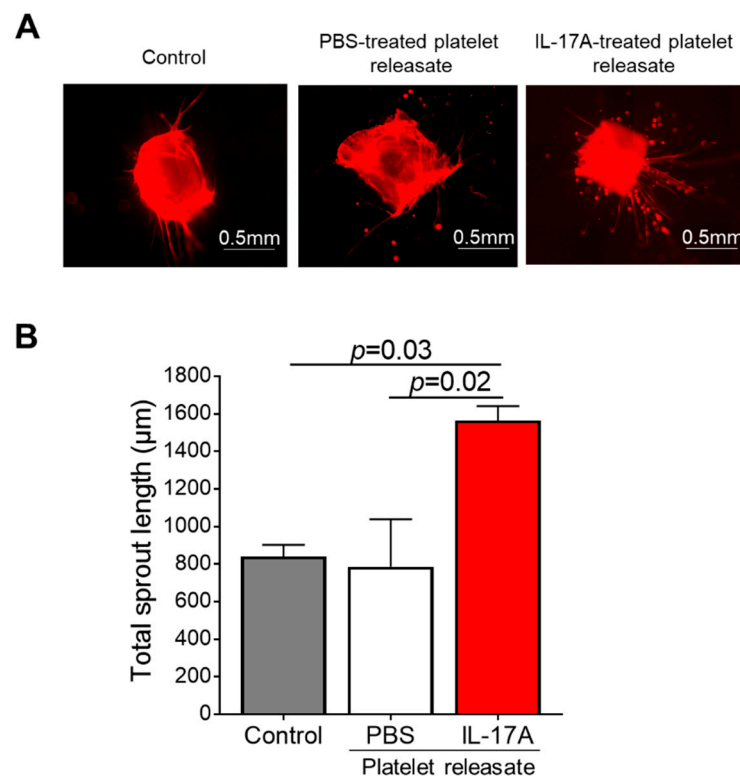 A
Control
PBS-treated platelet
releasate
IL-17A-treated platelet
releasate
0.5mm
0.5mm
0.5mm
B
p=0.03
p=0.02
Total sprout length (µm)
1800
1600
1400
1200
1000
800
600
400
200
0
Control
PBS
IL-17A
Platelet releasate